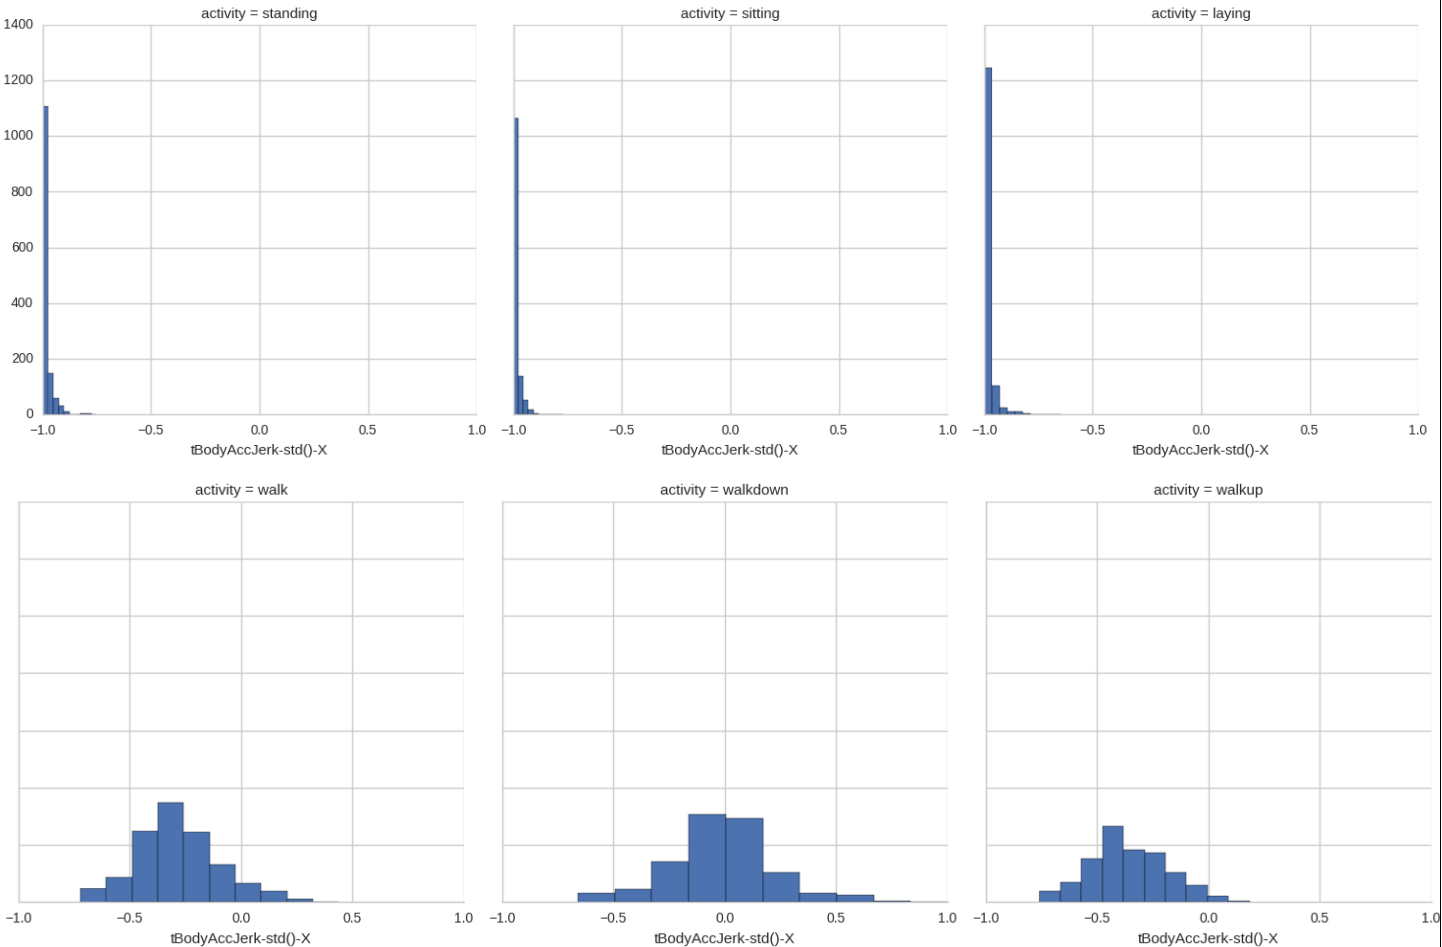 activity = standing
activity = sitting
activity = laying
1400
1200
1000
800
600
400
200
0
−1.0 −0.5 0.0 0.5 1.0
−1.0 −0.5 0.0 0.5 1.0
−1.0 −0.5 0.0 0.5 1.0
tBodyAccJerk-std()-X
tBodyAccJerk-std()-X
tBodyAccJerk-std()-X
activity = walk
activity = walkdown
activity = walkup
−1.0 −0.5 0.0 0.5 1.0
−1.0 −0.5 0.0 0.5 1.0
−1.0 −0.5 0.0 0.5 1.0
tBodyAccJerk-std()-X
tBodyAccJerk-std()-X
tBodyAccJerk-std()-X